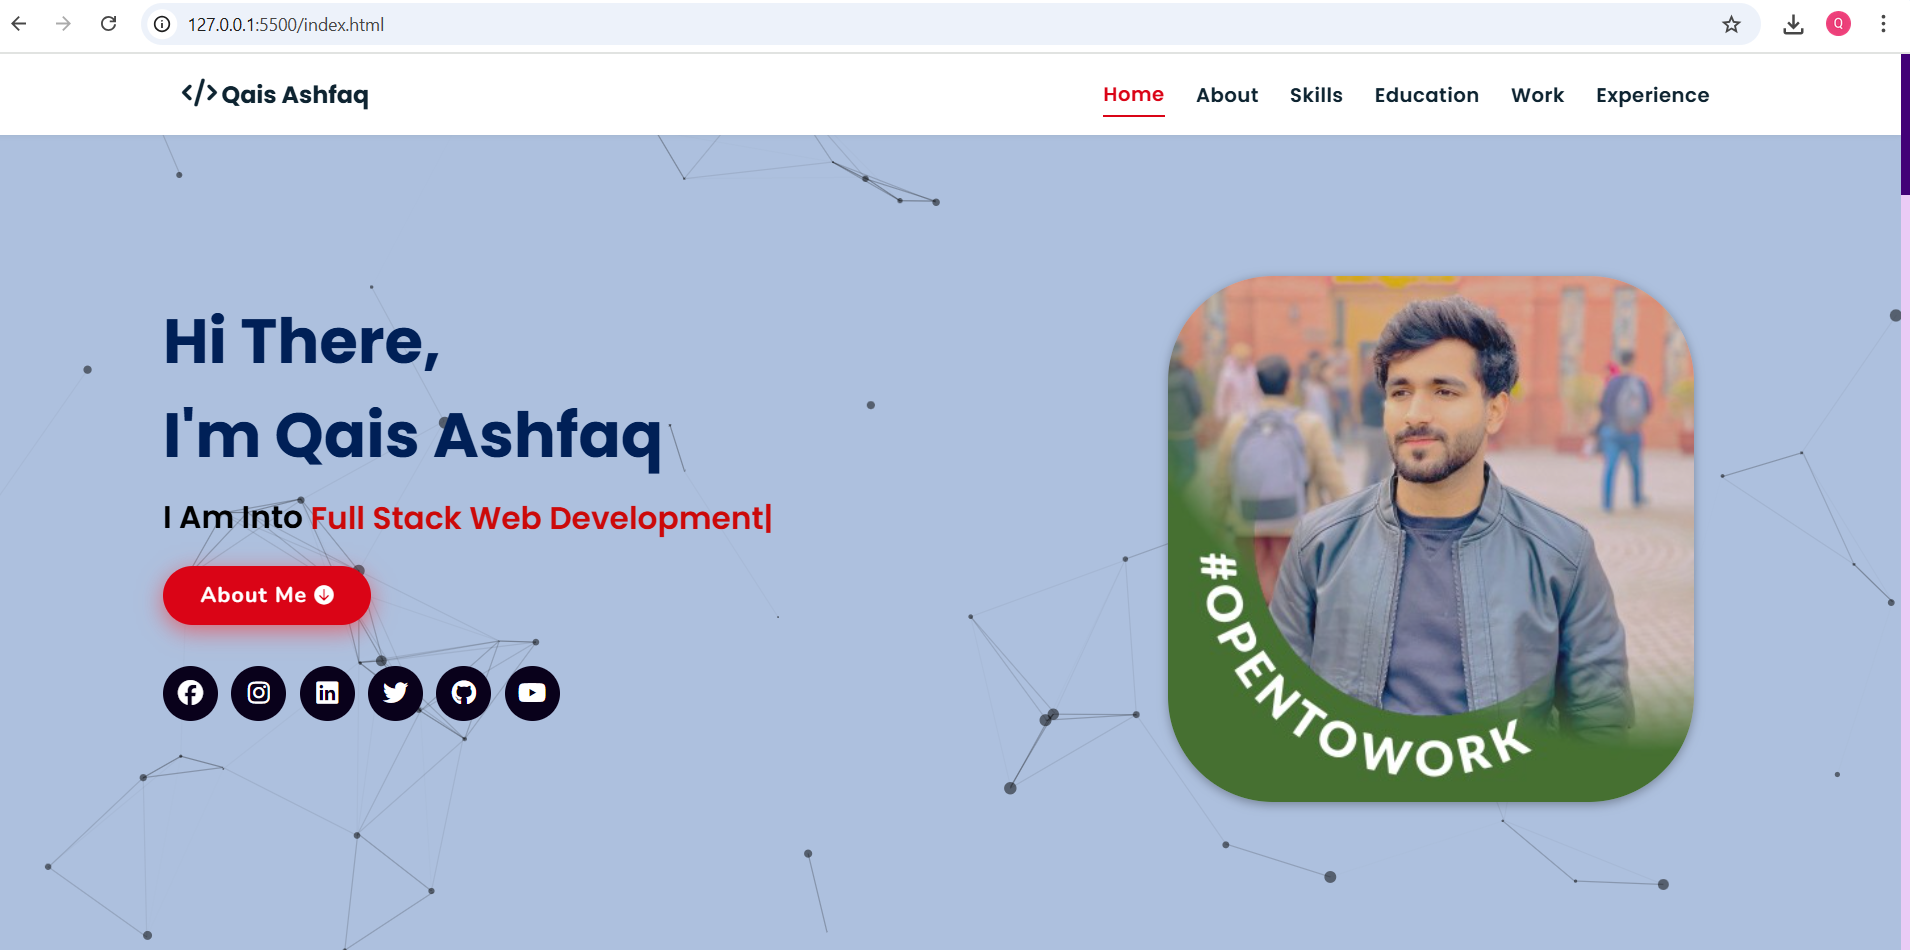 127.0.0.1:5500/index.html
Q
</> Qais Ashfaq
Home About Skills Education Work Experience
Hi There,
I'm Qais Ashfaq
I Am Into Full Stack Web Development|
About Me
in
#OPENTOWORK